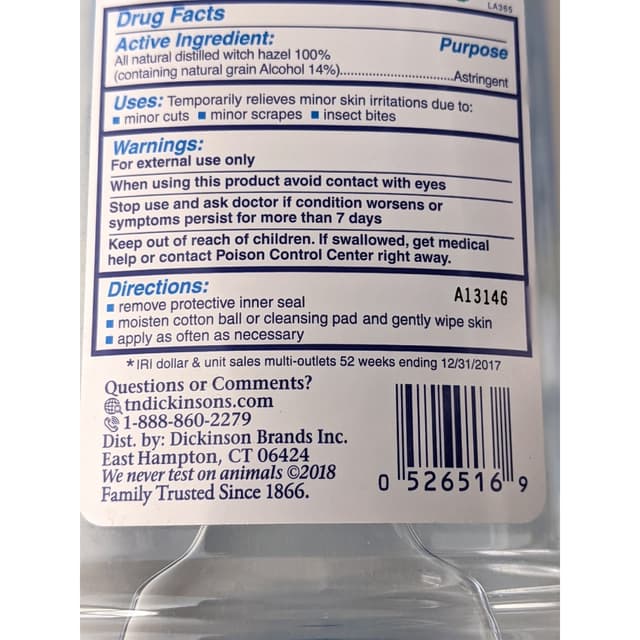 LA365
Drug Facts
Active Ingredient: Purpose
All natural distilled witch hazel 100%
(containing natural grain Alcohol 14%)..............................Astringent
Uses: Temporarily relieves minor skin irritations due to:
■ minor cuts ■ minor scrapes ■ insect bites
Warnings:
For external use only
When using this product avoid contact with eyes
Stop use and ask doctor if condition worsens or
symptoms persist for more than 7 days
Keep out of reach of children. If swallowed, get medical
help or contact Poison Control Center right away.
Directions:
A13146
■ remove protective inner seal
■ moisten cotton ball or cleansing pad and gently wipe skin
■ apply as often as necessary
*IRI dollar & unit sales multi-outlets 52 weeks ending 12/31/2017
Questions or Comments?
tndickinsons.com
1-888-860-2279
Dist. by: Dickinson Brands Inc.
East Hampton, CT 06424
We never test on animals ©2018
Family Trusted Since 1866.
0 526516 9